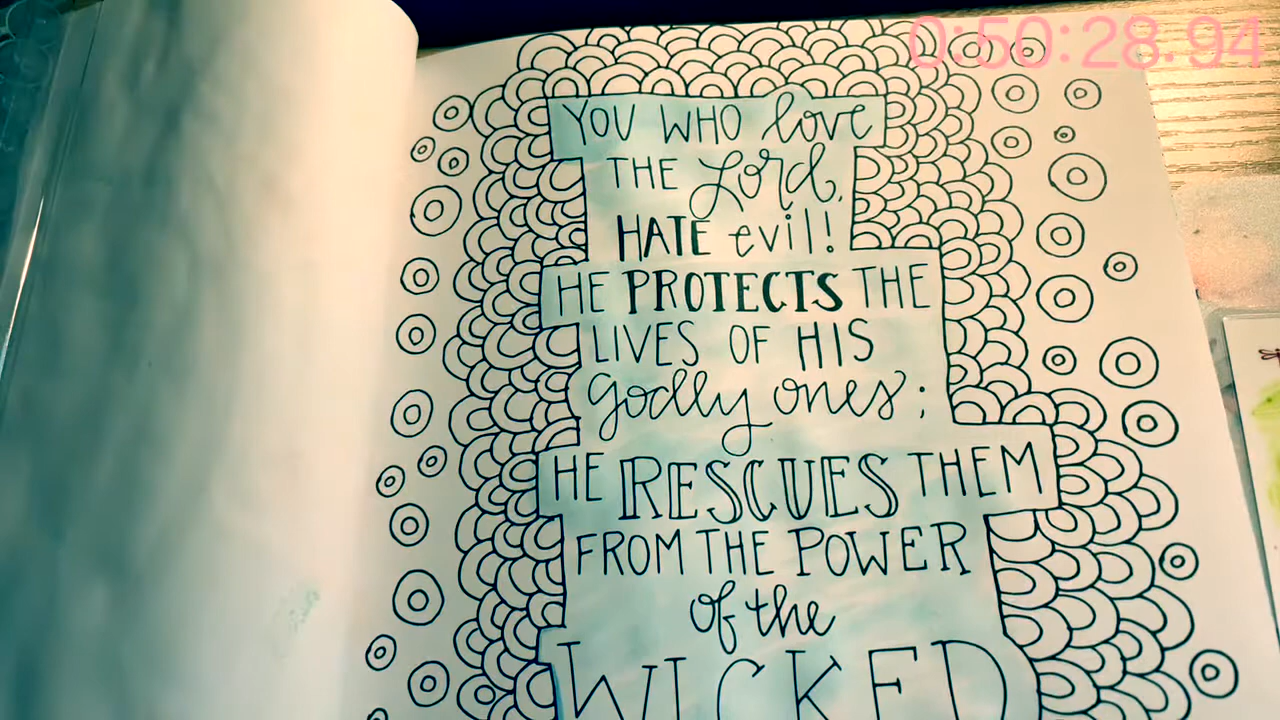 0:50:28.94
YOU WHO love
THE Lord,
HATE evil!
HE PROTECTS THE
LIVES OF HIS
godly ones;
HE RESCUES THEM
FROM THE POWER
of the
WICKED